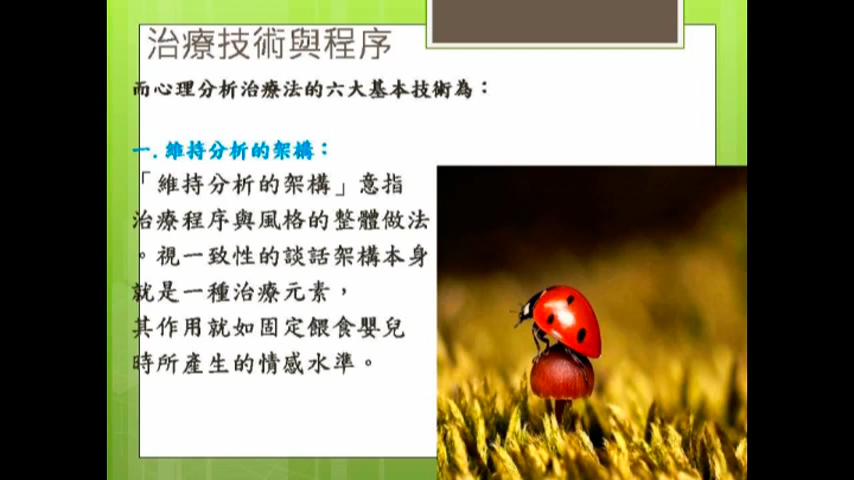 治療技術與程序
而心理分析治療法的六大基本技術為：
一.維持分析的架構：
「維持分析的架構」意指
治療程序與風格的整體做法
。視一致性的談話架構本身
就是一種治療元素，
其作用就如固定餵食嬰兒
時所產生的情感水準。